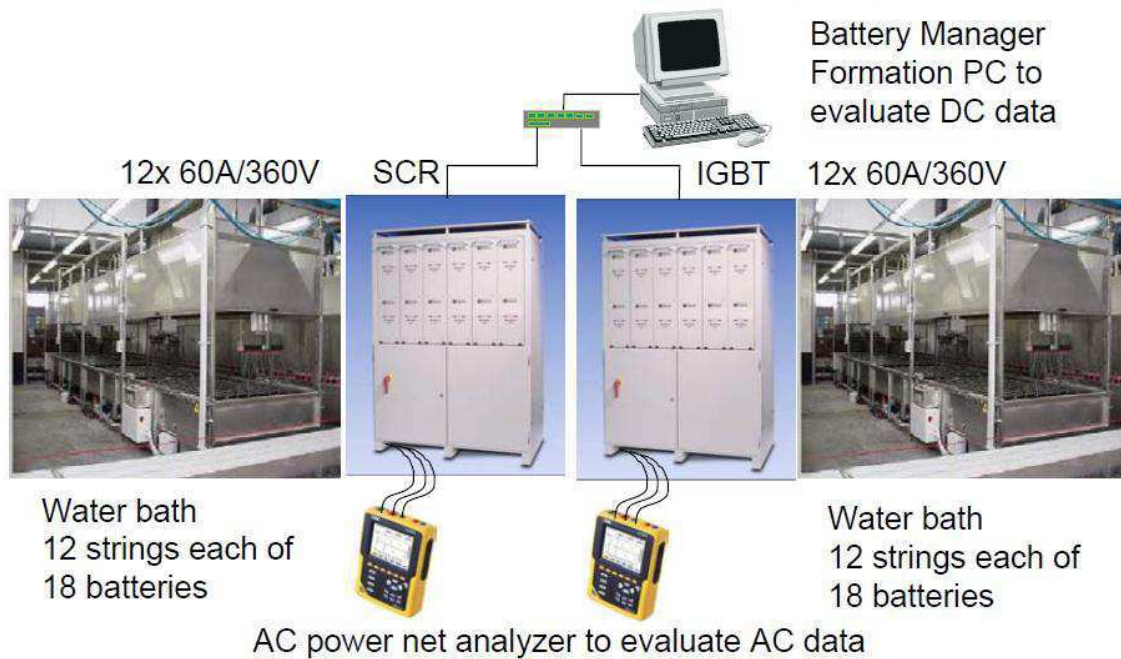 Battery Manager
Formation PC to
evaluate DC data
12x 60A/360V
SCR
IGBT
12x 60A/360V
Water bath
12 strings each of
18 batteries
Water bath
12 strings each of
18 batteries
AC power net analyzer to evaluate AC data